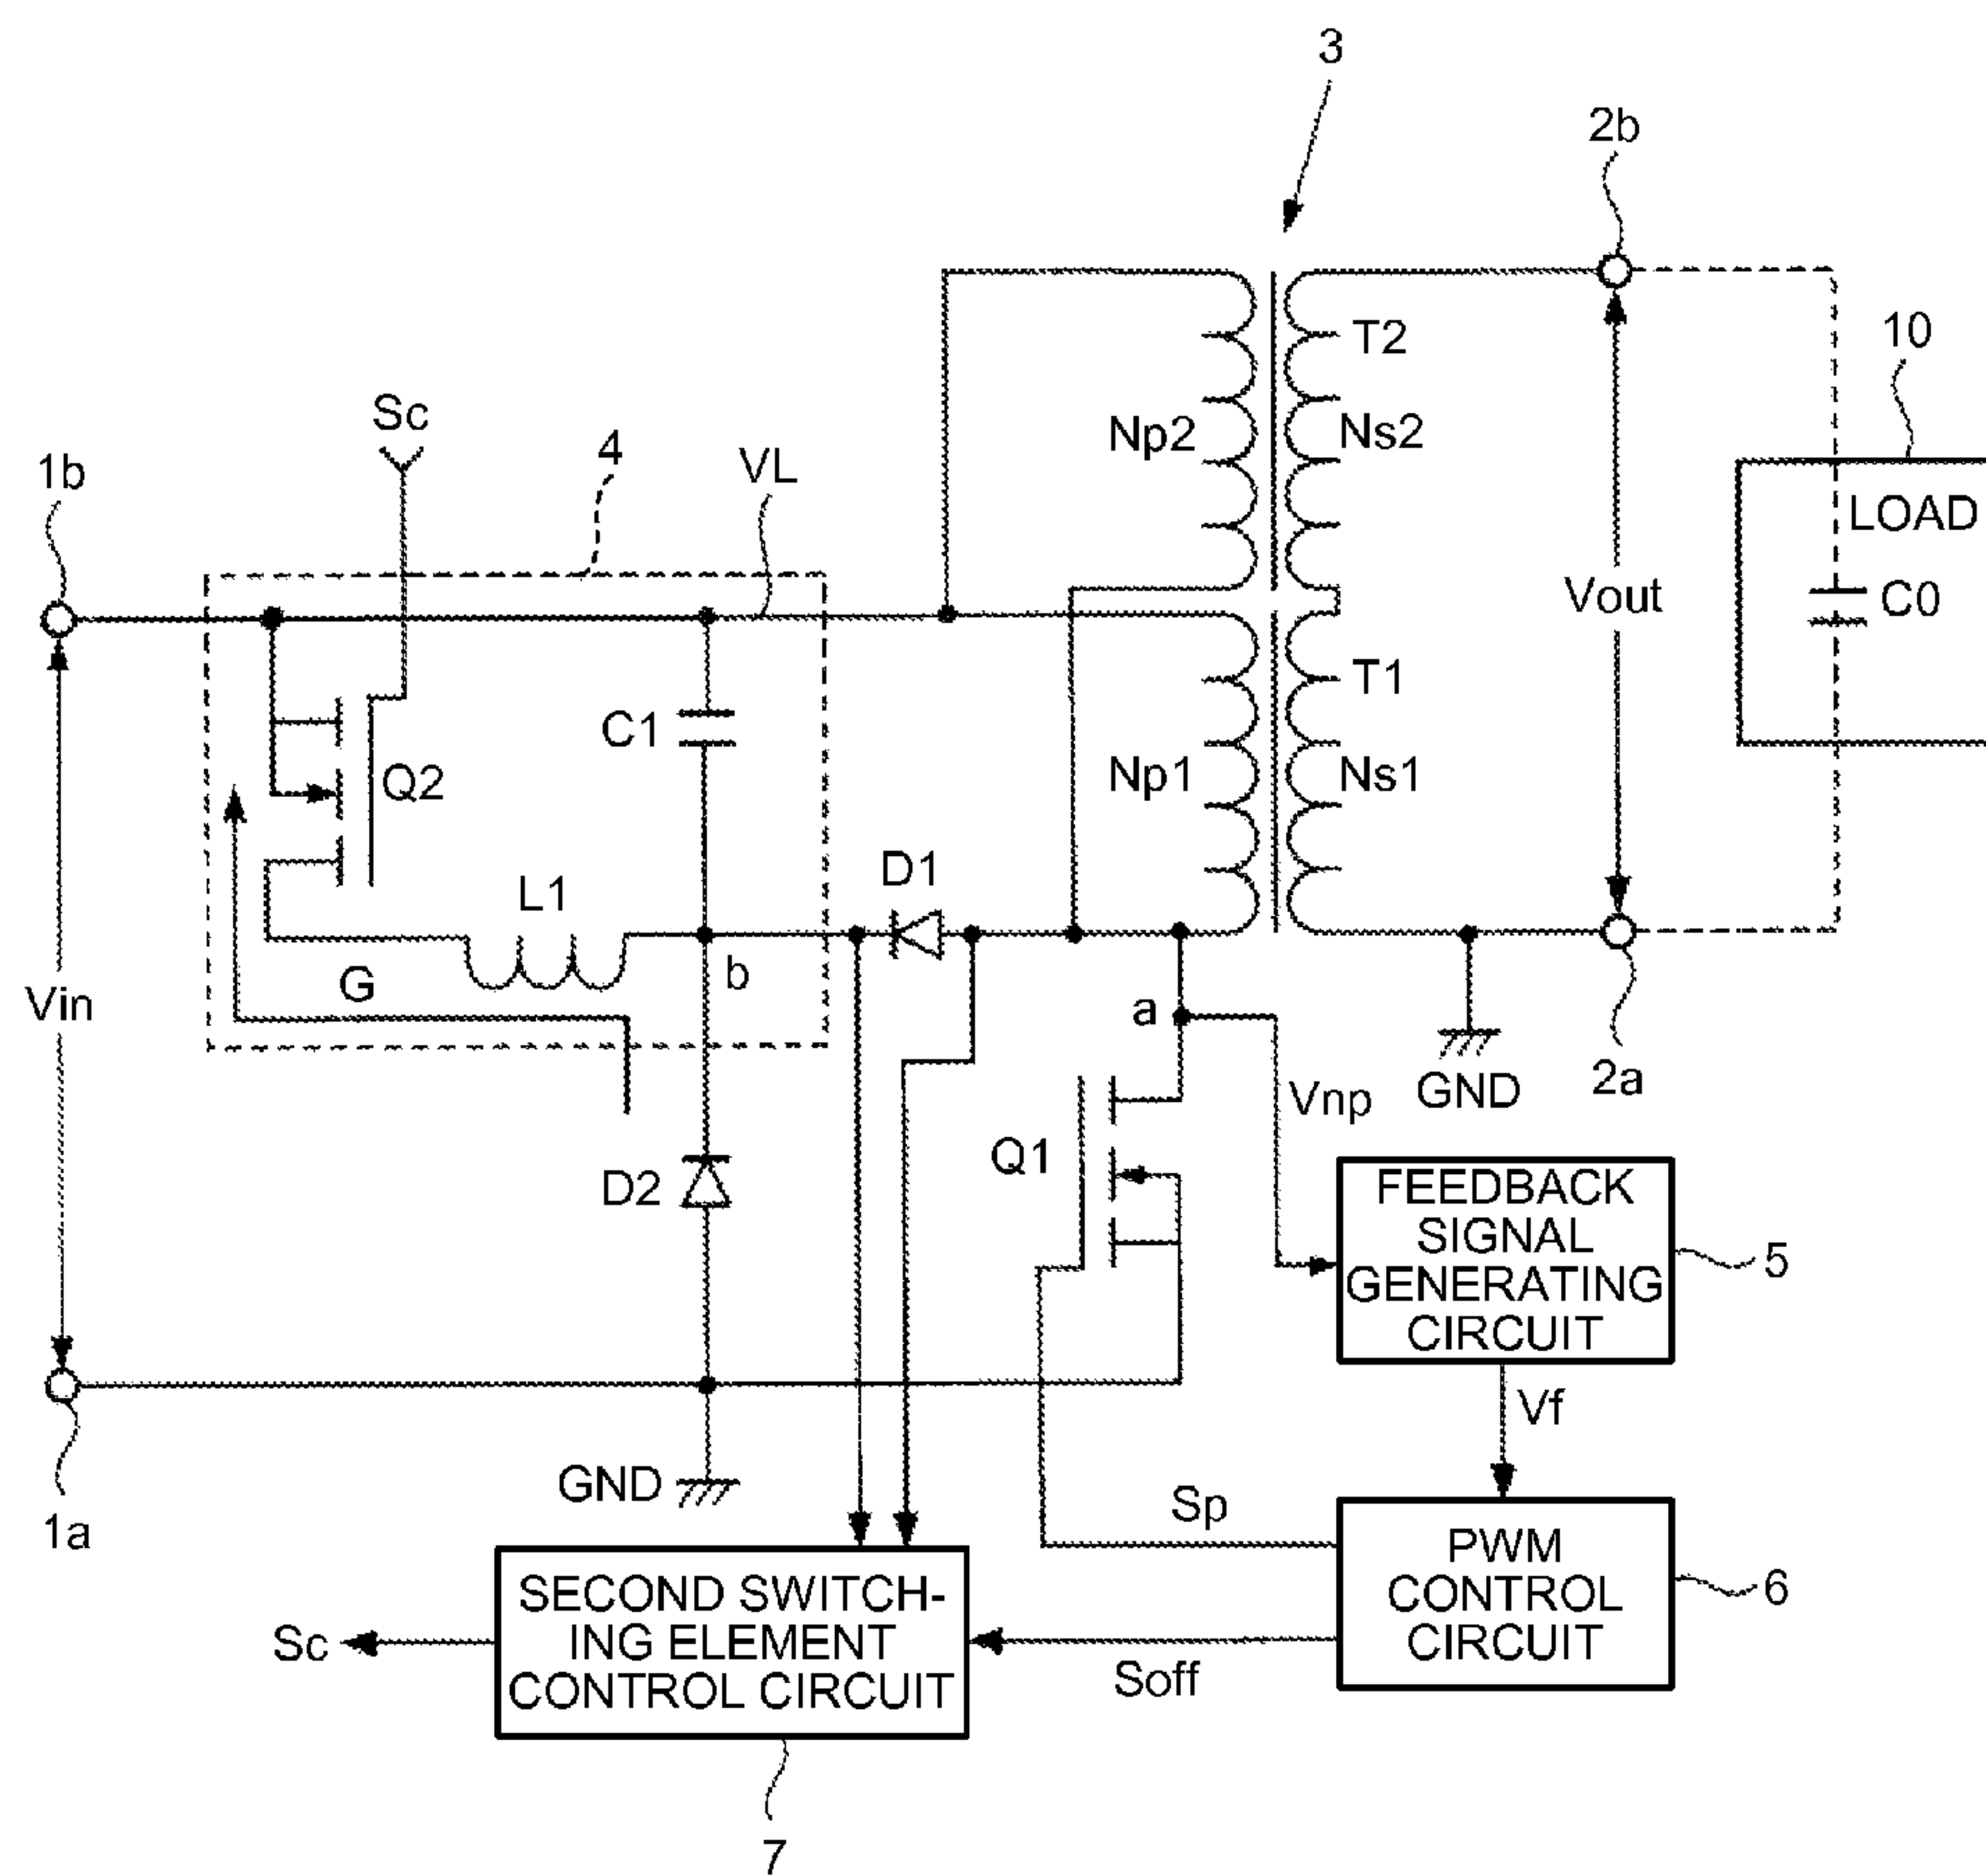 3
2b
10
T2
Sc
Np2
Ns2
1b
4
VL
LOAD
Vout
C0
T1
C1
Q2
Np1
Ns1
D1
L1
G
b
Vin
a
Vnp
GND
2a
Q1
D2
FEEDBACK
SIGNAL
GENERATING
CIRCUIT
5
Vf
GND
Sp
1a
PWM
CONTROL
CIRCUIT
6
SECOND SWITCH-
ING ELEMENT
CONTROL CIRCUIT
Sc
Soff
7